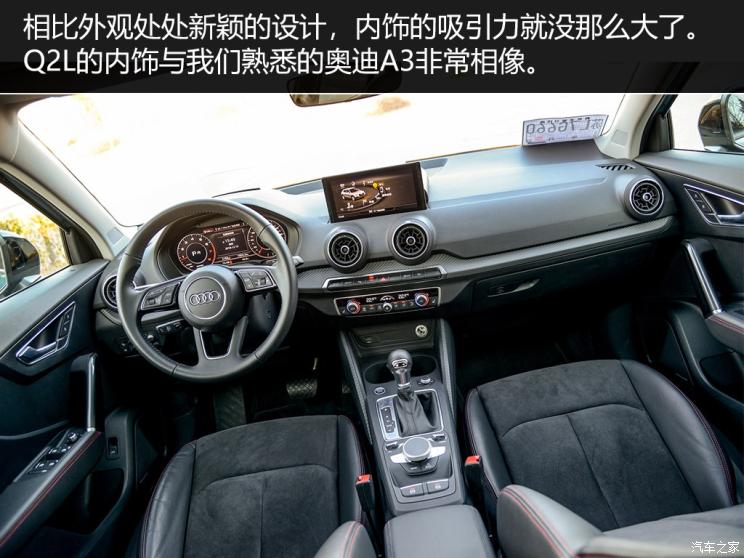 相比外观处处新颖的设计，内饰的吸引力就没那么大了。
Q2L的内饰与我们熟悉的奥迪A3非常相像。
汽车之家